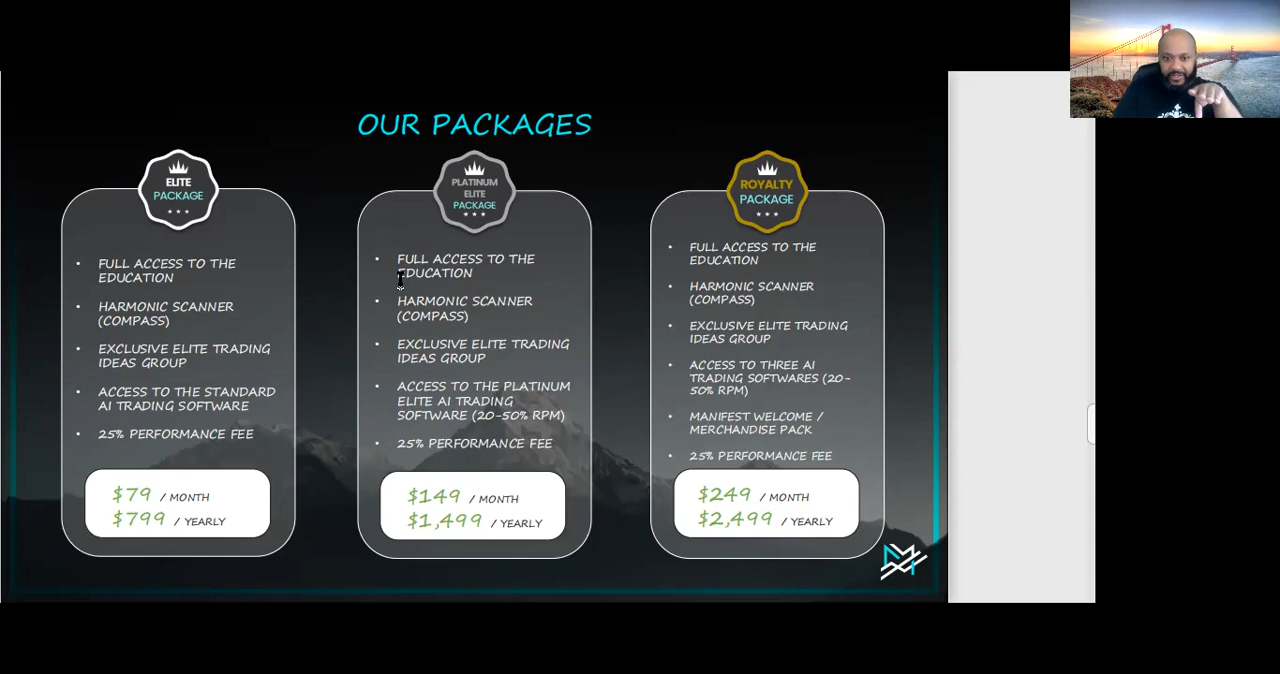 OUR PACKAGES
ELITE
PACKAGE
FULL ACCESS TO THE
EDUCATION
HARMONIC SCANNER
(COMPASS)
EXCLUSIVE ELITE TRADING
IDEAS GROUP
ACCESS TO THE STANDARD
AI TRADING SOFTWARE
25% PERFORMANCE FEE
$79 / MONTH
$799 / YEARLY
PLATINUM
ELITE
PACKAGE
FULL ACCESS TO THE
EDUCATION
HARMONIC SCANNER
(COMPASS)
EXCLUSIVE ELITE TRADING
IDEAS GROUP
ACCESS TO THE PLATINUM
ELITE AI TRADING
SOFTWARE (20-50% RPM)
25% PERFORMANCE FEE
$149 / MONTH
$1,499 / YEARLY
ROYALTY
PACKAGE
FULL ACCESS TO THE
EDUCATION
HARMONIC SCANNER
(COMPASS)
EXCLUSIVE ELITE TRADING
IDEAS GROUP
ACCESS TO THREE AI
TRADING SOFTWARES (20-
50% RPM)
MANIFEST WELCOME /
MERCHANDISE PACK
25% PERFORMANCE FEE
$249 / MONTH
$2,499 / YEARLY